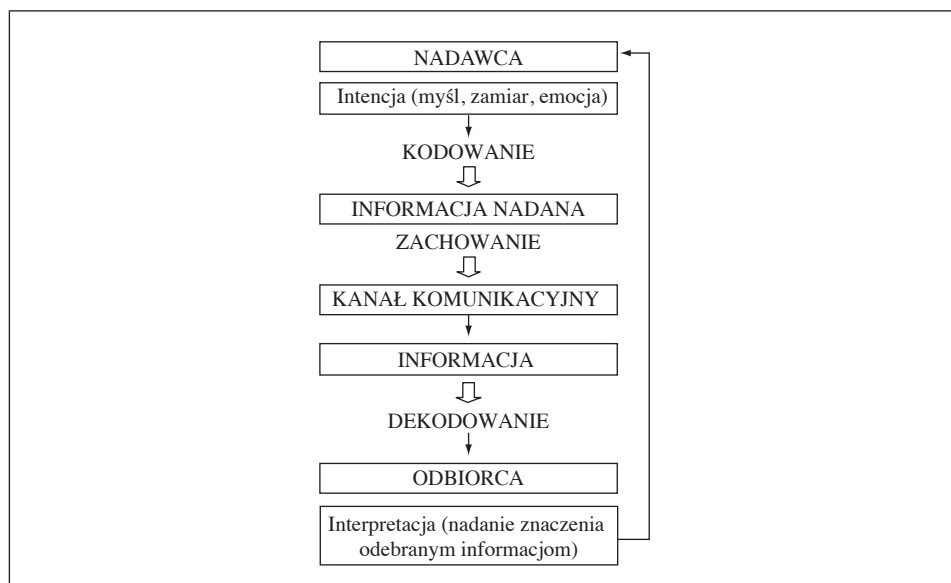 NADAWCA
Intencja (myśl, zamiar, emocja)
KODOWANIE
INFORMACJA NADANA
ZACHOWANIE
KANAŁ KOMUNIKACYJNY
INFORMACJA
DEKODOWANIE
ODBIORCA
Interpretacja (nadanie znaczenia
odebranym informacjom)